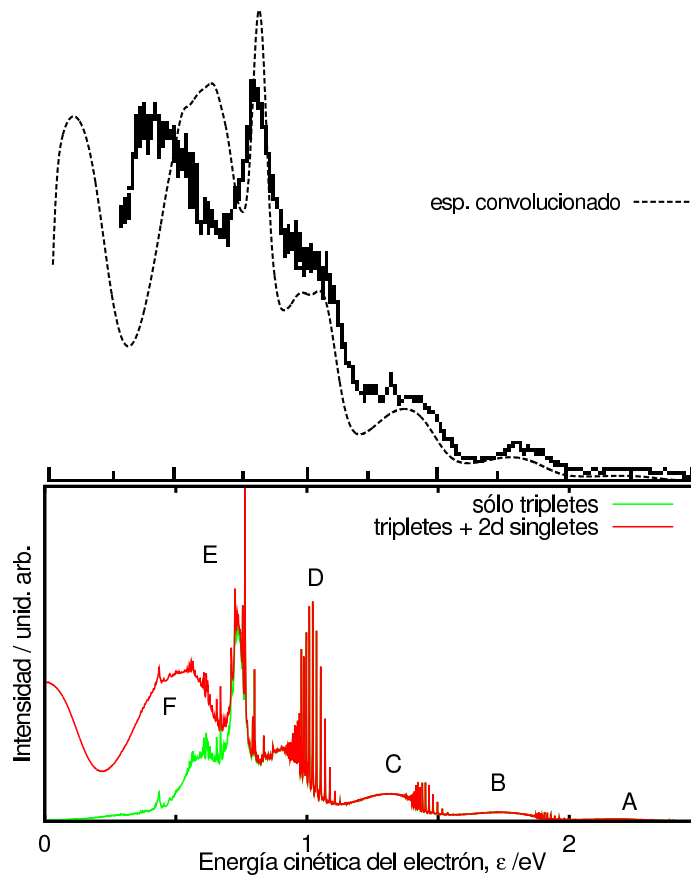 esp. convolucionado
sólo tripletes
tripletes + 2d singletes
E
D
F
C
B
A
Intensidad / unid. arb.
0
1
2
Energía cinética del electrón, ε /eV